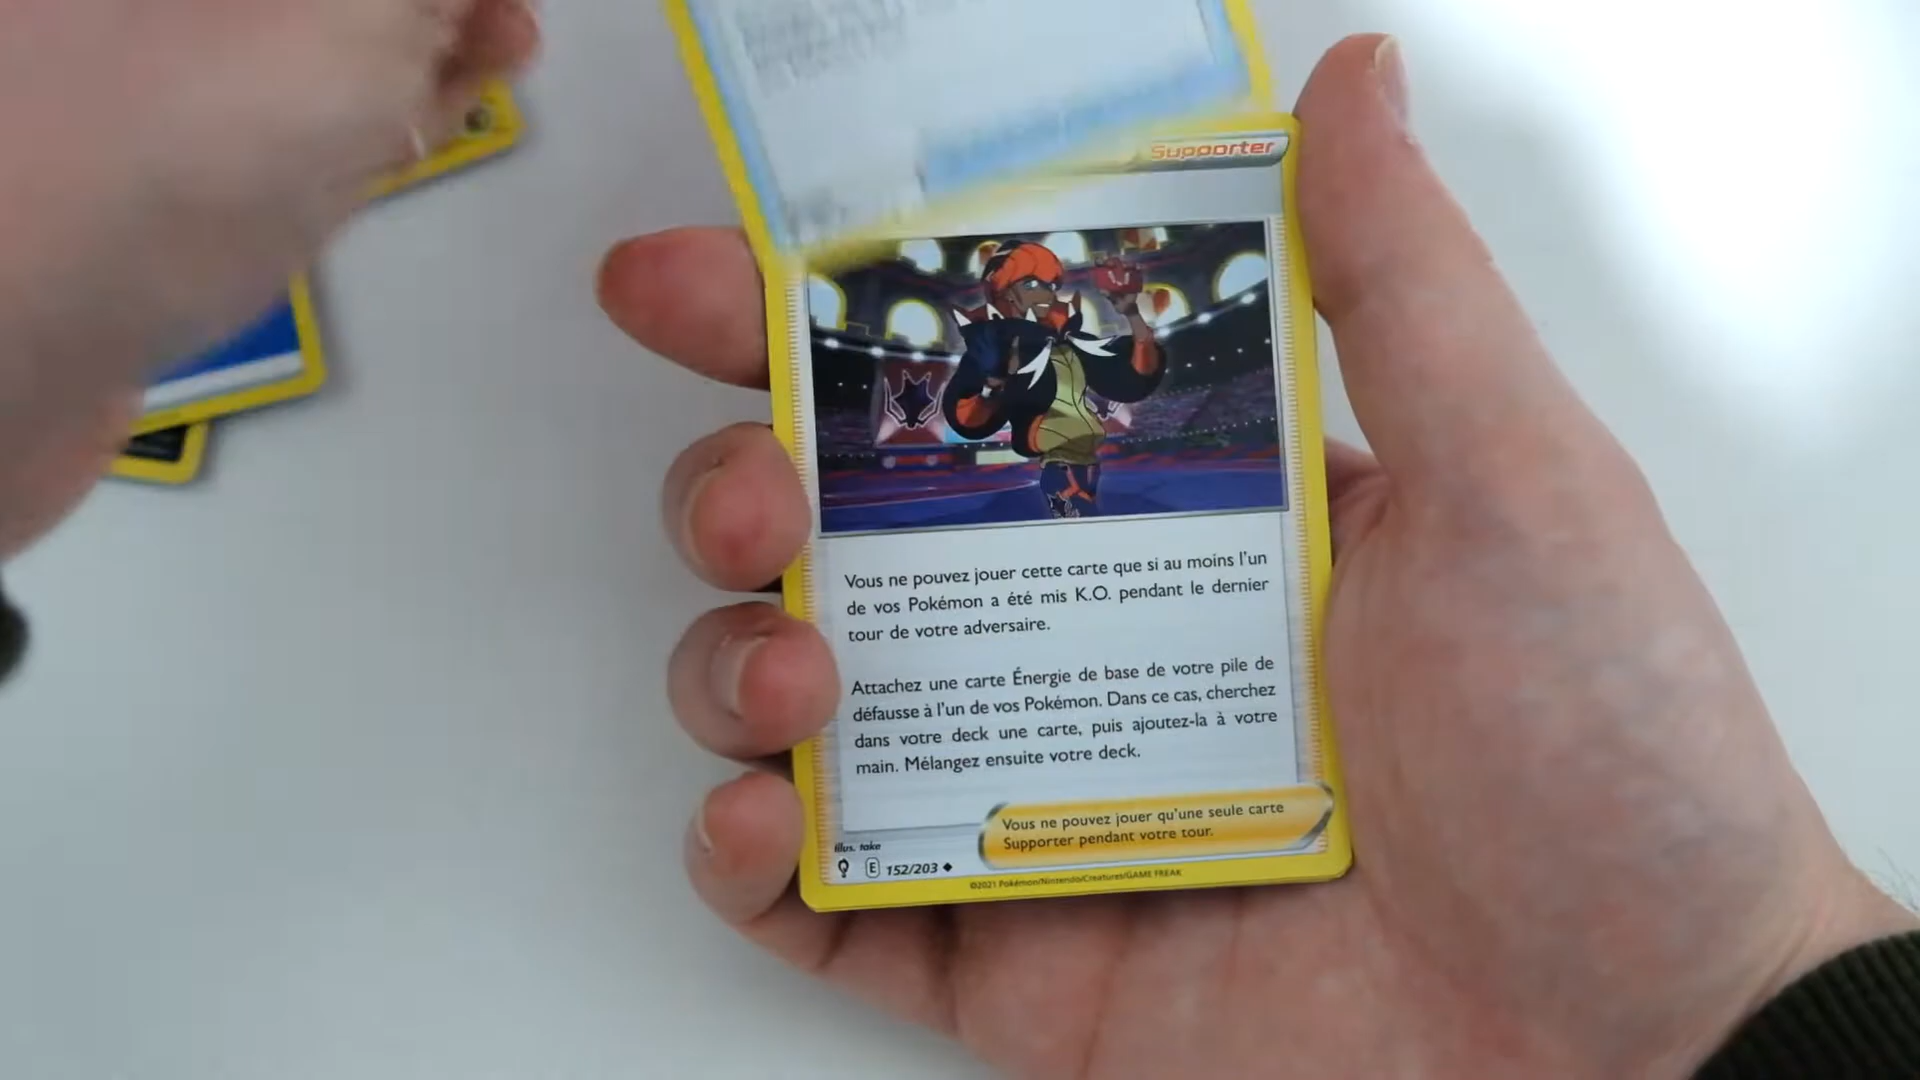 Supporter
Vous ne pouvez jouer cette carte que si au moins l'un
de vos Pokémon a été mis K.O. pendant le dernier
tour de votre adversaire.
Attachez une carte Énergie de base de votre pile de
défausse à l'un de vos Pokémon. Dans ce cas, cherchez
dans votre deck une carte, puis ajoutez-la à votre
main. Mélangez ensuite votre deck.
Vous ne pouvez jouer qu'une seule carte
Supporter pendant votre tour.
Illus. take
E 152/203
©2021 Pokémon/Nintendo/Creatures/GAME FREAK